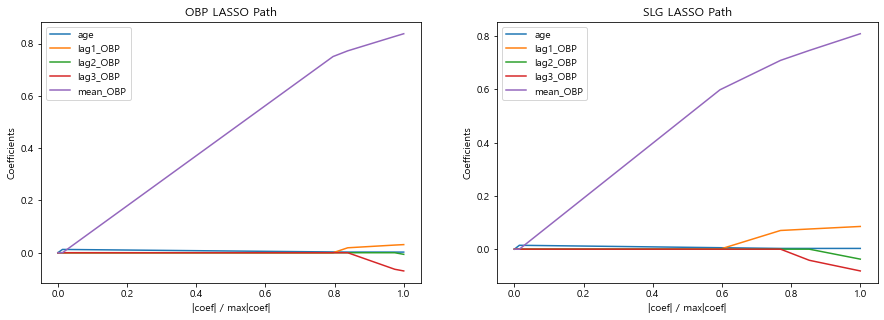 OBP LASSO Path
age
lag1_OBP
lag2_OBP
lag3_OBP
mean_OBP
Coefficients
0.8
0.6
0.4
0.2
0.0
0.0 0.2 0.4 0.6 0.8 1.0
|coef| / max|coef|
SLG LASSO Path
age
lag1_OBP
lag2_OBP
lag3_OBP
mean_OBP
Coefficients
0.8
0.6
0.4
0.2
0.0
0.0 0.2 0.4 0.6 0.8 1.0
|coef| / max|coef|